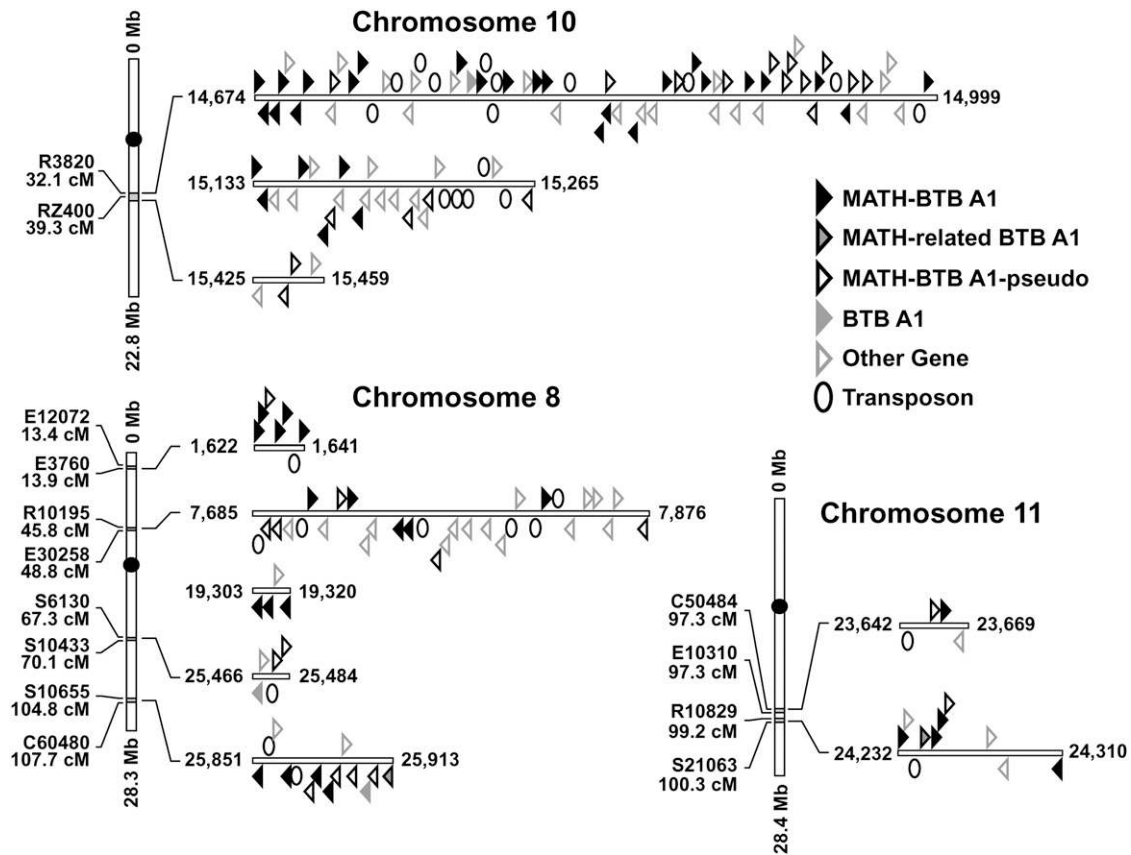 Chromosome 10
0 Mb
14,674
14,999
R3820
32.1 cM
RZ400
39.3 cM
15,133
15,265
15,425
15,459
22.8 Mb
MATH-BTB A1
MATH-related BTB A1
MATH-BTB A1-pseudo
BTB A1
Other Gene
Transposon
Chromosome 8
0 Mb
E12072
13.4 cM
E3760
13.9 cM
R10195
45.8 cM
E30258
48.8 cM
S6130
67.3 cM
S10433
70.1 cM
S10655
104.8 cM
C60480
107.7 cM
28.3 Mb
1,622
1,641
7,685
7,876
19,303
19,320
25,466
25,484
25,851
25,913
Chromosome 11
0 Mb
C50484
97.3 cM
E10310
97.3 cM
R10829
99.2 cM
S21063
100.3 cM
28.4 Mb
23,642
23,669
24,232
24,310